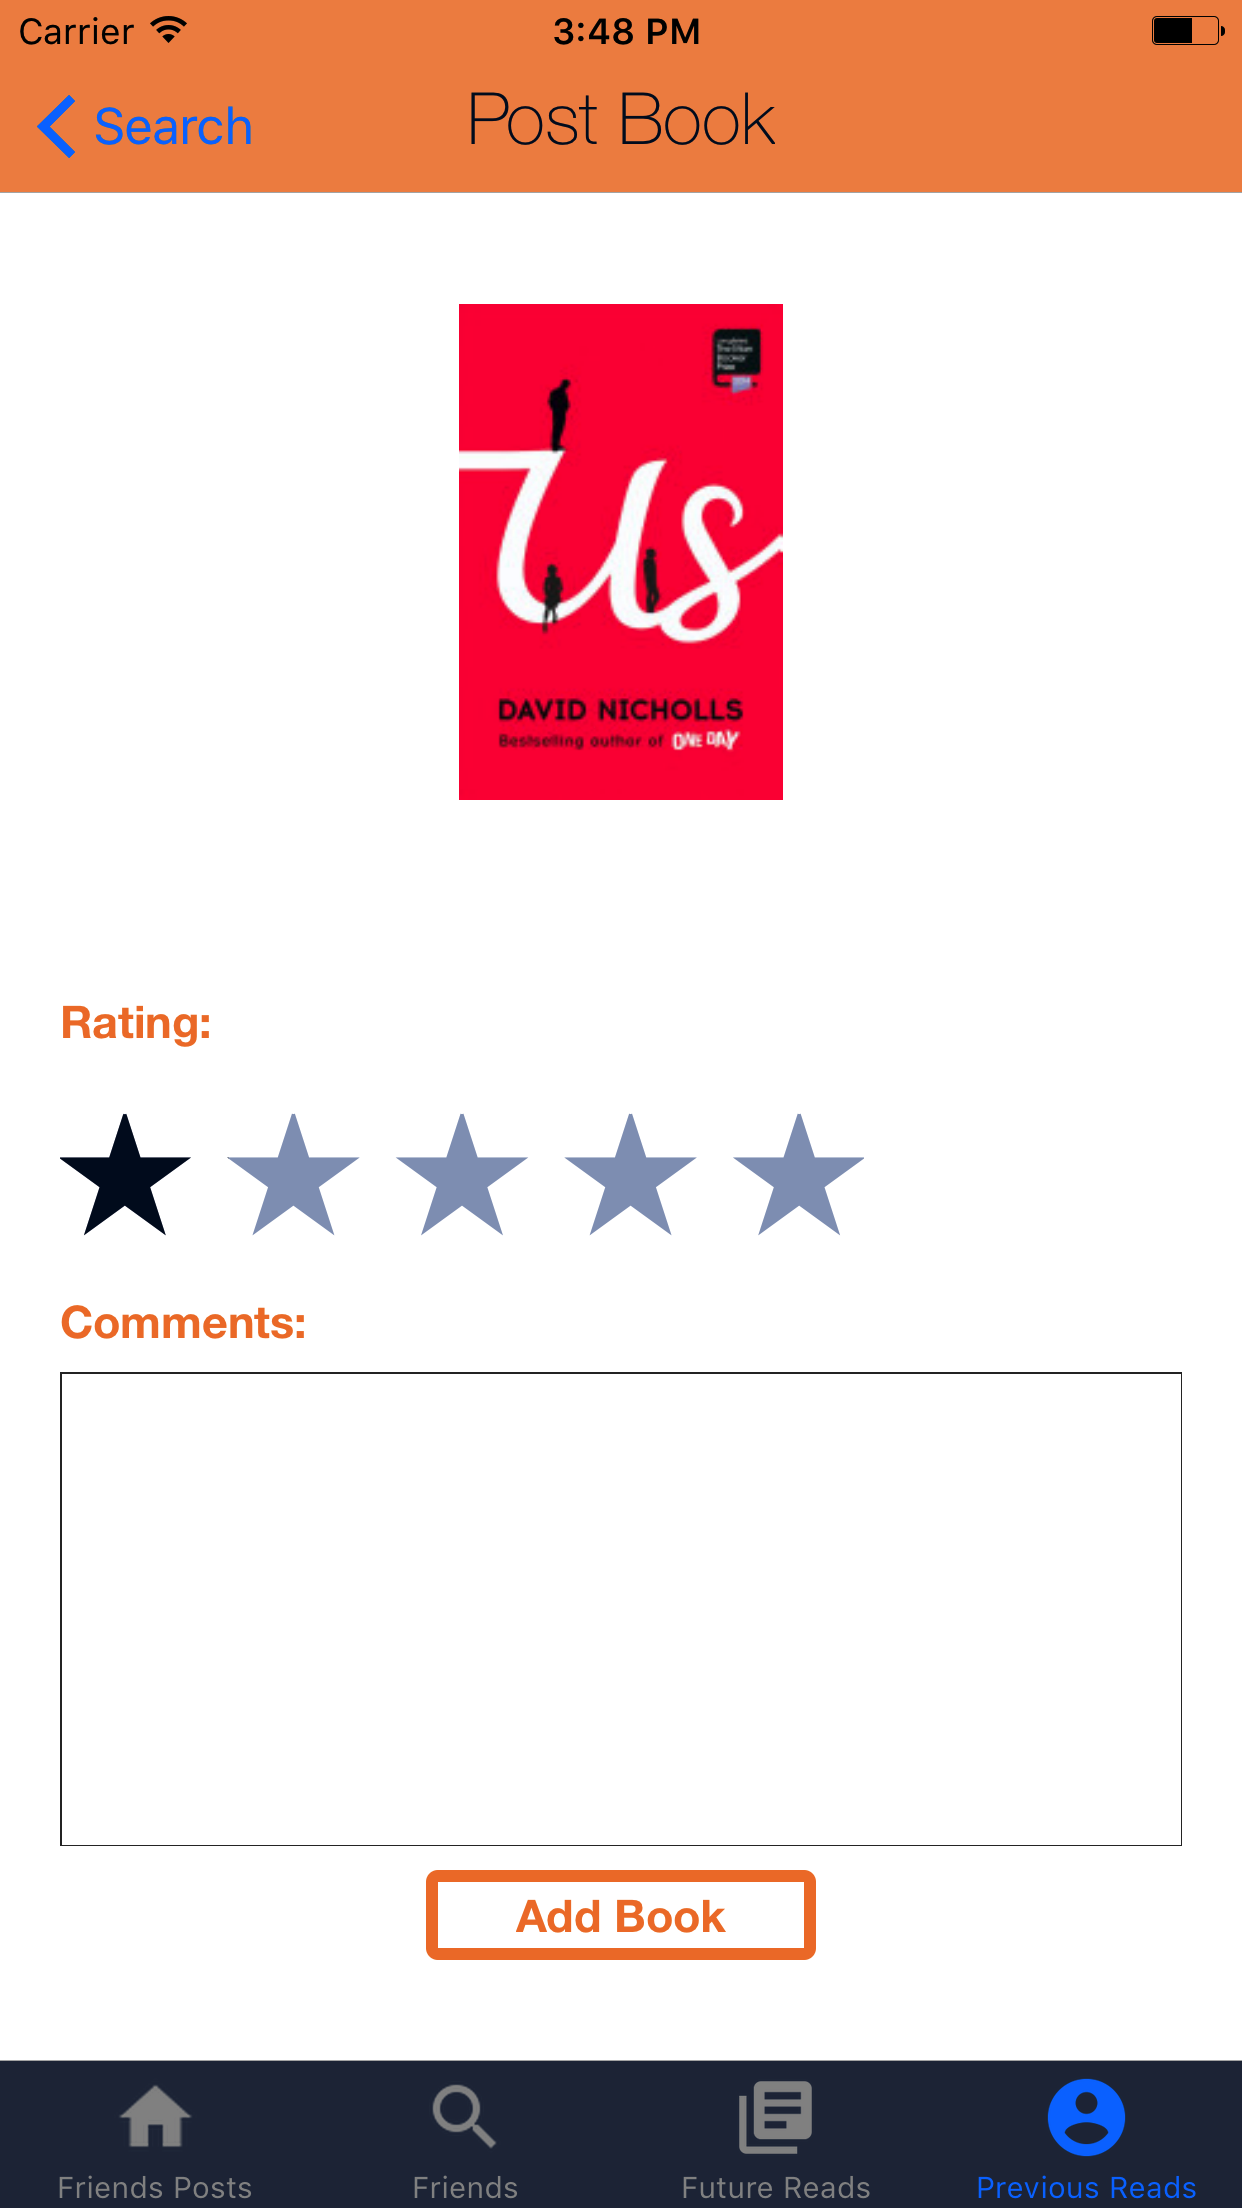 Carrier
3:48 PM
Search
Post Book
Us
DAVID NICHOLLS
Bestselling author of ONE DAY
Rating:
Comments:
Add Book
Friends Posts
Friends
Future Reads
Previous Reads